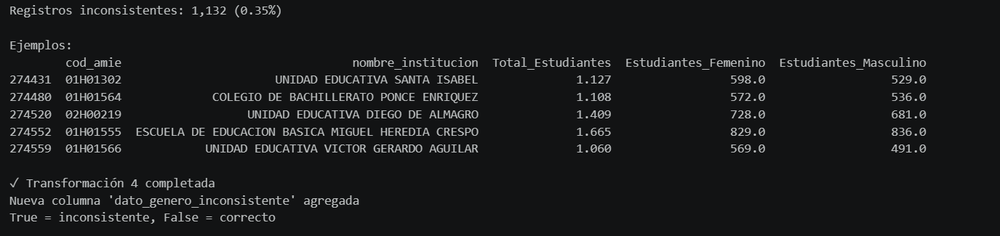 Registros inconsistentes: 1,132 (0.35%)
Ejemplos:
cod_amie nombre_institucion Total_Estudiantes Estudiantes_Femenino Estudiantes_Masculino
274431 01H01302 UNIDAD EDUCATIVA SANTA ISABEL 1.127 598.0 529.0
274480 01H01564 COLEGIO DE BACHILLERATO PONCE ENRIQUEZ 1.108 572.0 536.0
274520 02H00219 UNIDAD EDUCATIVA DIEGO DE ALMAGRO 1.409 728.0 681.0
274552 01H01555 ESCUELA DE EDUCACION BASICA MIGUEL HEREDIA CRESPO 1.665 829.0 836.0
274559 01H01566 UNIDAD EDUCATIVA VICTOR GERARDO AGUILAR 1.060 569.0 491.0
✓ Transformación 4 completada
Nueva columna 'dato_genero_inconsistente' agregada
True = inconsistente, False = correcto